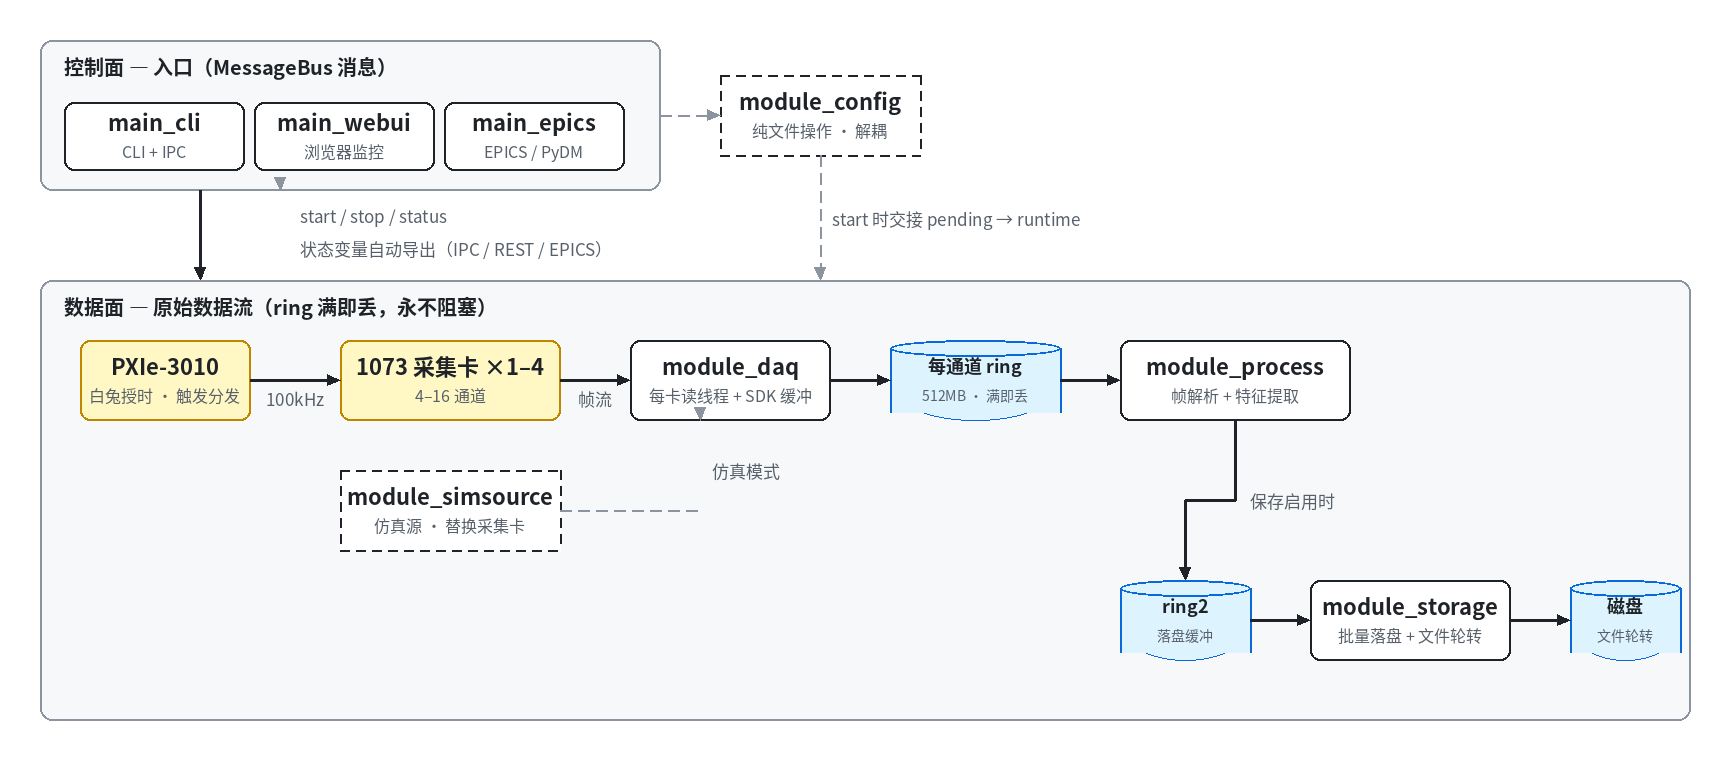 控制面 — 入口（MessageBus 消息）
main_cli
CLI + IPC
main_webui
浏览器监控
main_epics
EPICS / PyDM
module_config
纯文件操作 · 解耦
start / stop / status
状态变量自动导出（IPC / REST / EPICS）
start 时交接 pending → runtime
数据面 — 原始数据流（ring 满即丢，永不阻塞）
PXIe-3010
白兔授时 · 触发分发
100kHz
1073 采集卡 ×1–4
4–16 通道
帧流
module_daq
每卡读线程 + SDK 缓冲
每通道 ring
512MB · 满即丢
module_process
帧解析 + 特征提取
module_simsource
仿真源 · 替换采集卡
仿真模式
保存启用时
ring2
落盘缓冲
module_storage
批量落盘 + 文件轮转
磁盘
文件轮转